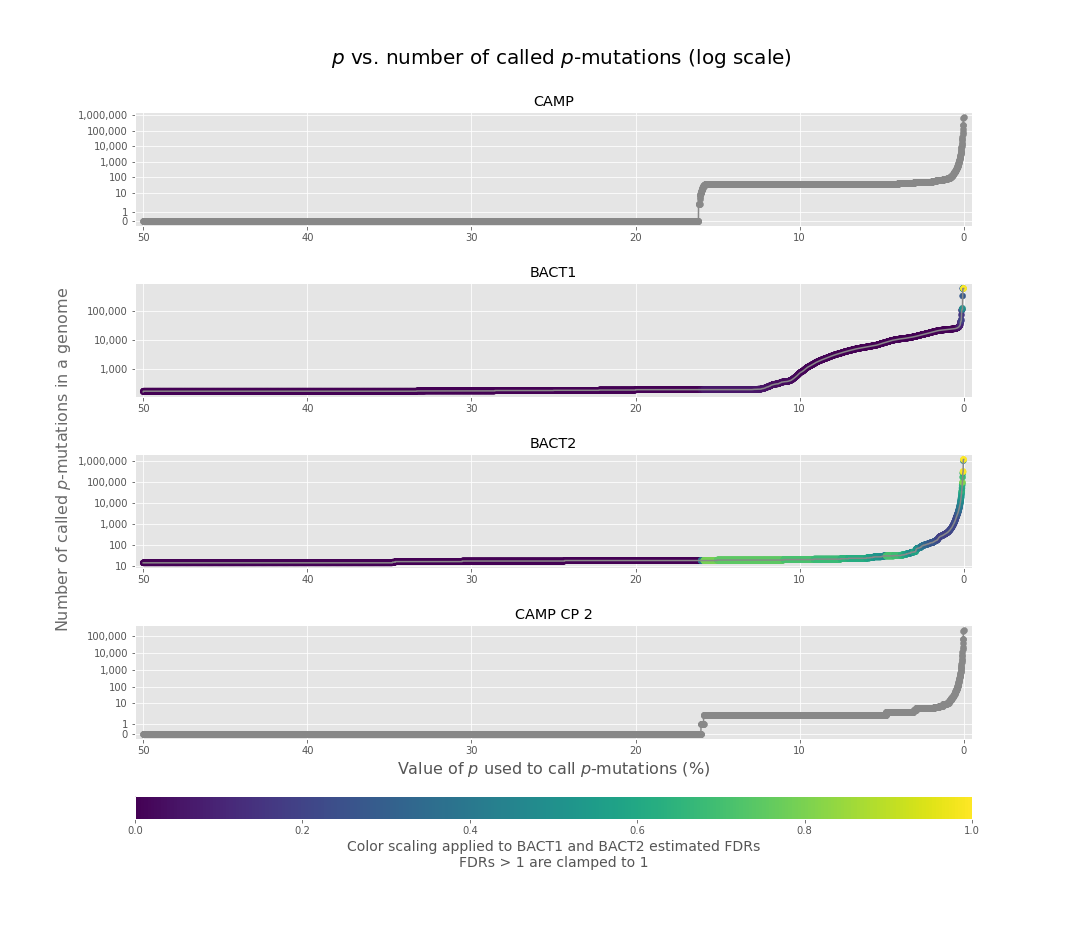 p vs. number of called p-mutations (log scale)
Number of called p-mutations in a genome
CAMP
1,000,000
100,000
10,000
1,000
100
10
1
0
50 40 30 20 10 0
BACT1
100,000
10,000
1,000
50 40 30 20 10 0
BACT2
1,000,000
100,000
10,000
1,000
100
10
50 40 30 20 10 0
CAMP CP 2
100,000
10,000
1,000
100
10
1
0
50 40 30 20 10 0
Value of p used to call p-mutations (%)
0.0 0.2 0.4 0.6 0.8 1.0
Color scaling applied to BACT1 and BACT2 estimated FDRs
FDRs > 1 are clamped to 1